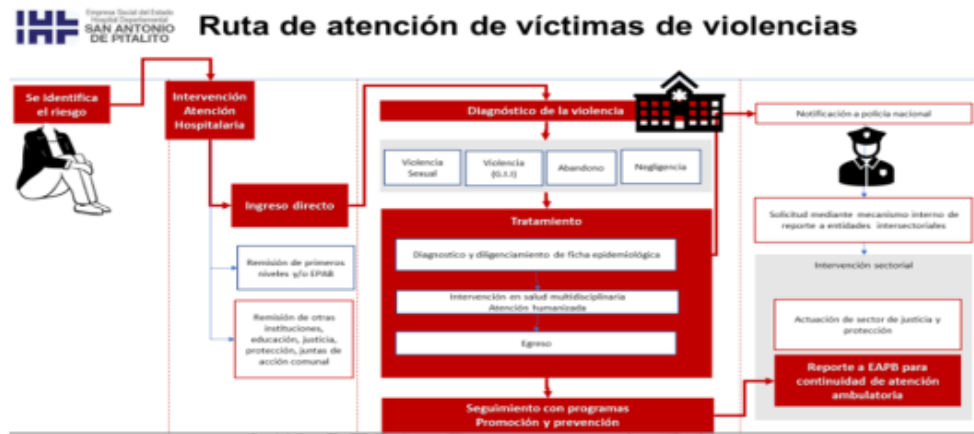 Empresa Social del Estado
Hospital Departamental
SAN ANTONIO
DE PITALITO
Ruta de atención de víctimas de violencias
Se identifica
el riesgo
Intervención
Atención
Hospitalaria
Ingreso directo
Remisión de primeros
niveles y/o EPAB
Remisión de otras
instituciones,
educación, justicia,
protección, juntas de
acción comunal
Diagnóstico de la violencia
Violencia
Sexual
Violencia
(G.I.I)
Abandono
Negligencia
Tratamiento
Diagnostico y diligenciamiento de ficha epidemiológica
Intervención en salud multidisciplinaria
Atención humanizada
Egreso
Seguimiento con programas
Promoción y prevención
Notificación a policía nacional
Solicitud mediante mecanismo interno de
reporte a entidades intersectoriales
Intervención sectorial
Actuación de sector de justicia y
protección
Reporte a EAPB para
continuidad de atención
ambulatoria